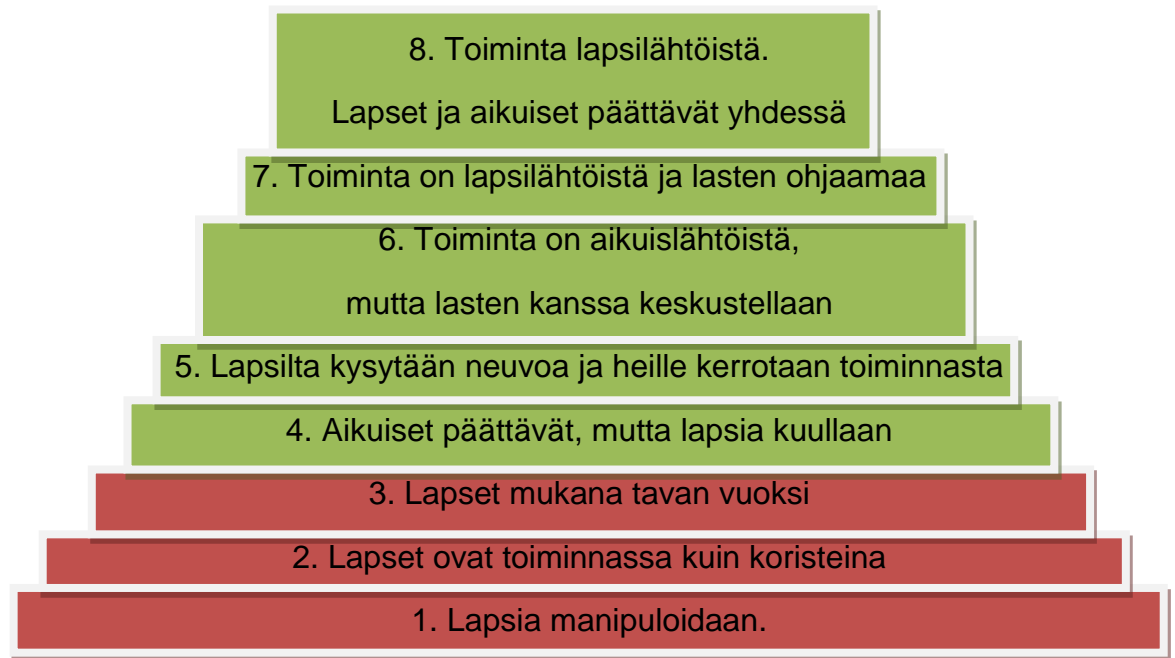 8. Toiminta lapsilähtöistä.
Lapset ja aikuiset päättävät yhdessä
7. Toiminta on lapsilähtöistä ja lasten ohjaamaa
6. Toiminta on aikuislähtöistä,
mutta lasten kanssa keskustellaan
5. Lapsilta kysytään neuvoa ja heille kerrotaan toiminnasta
4. Aikuiset päättävät, mutta lapsia kuullaan
3. Lapset mukana tavan vuoksi
2. Lapset ovat toiminnassa kuin koristeina
1. Lapsia manipuloidaan.